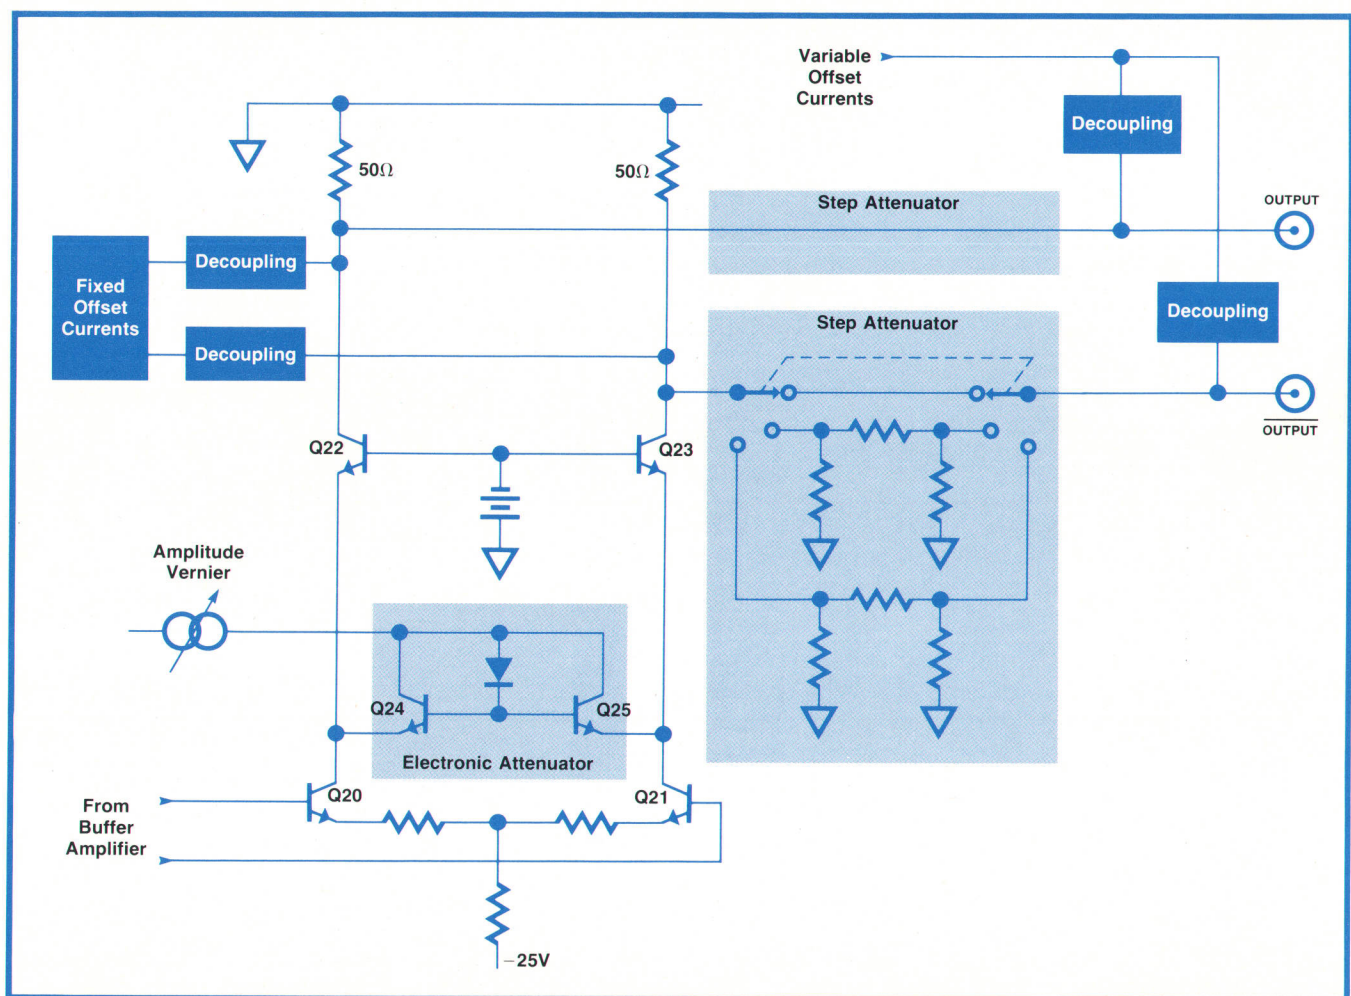 Variable
Offset
Currents
Decoupling
50Ω
50Ω
Step Attenuator
OUTPUT
Fixed
Offset
Currents
Decoupling
Decoupling
Decoupling
Step Attenuator
OUTPUT
Q22
Q23
Amplitude
Vernier
Q24
Q25
Electronic Attenuator
Q20
Q21
From
Buffer
Amplifier
−25V